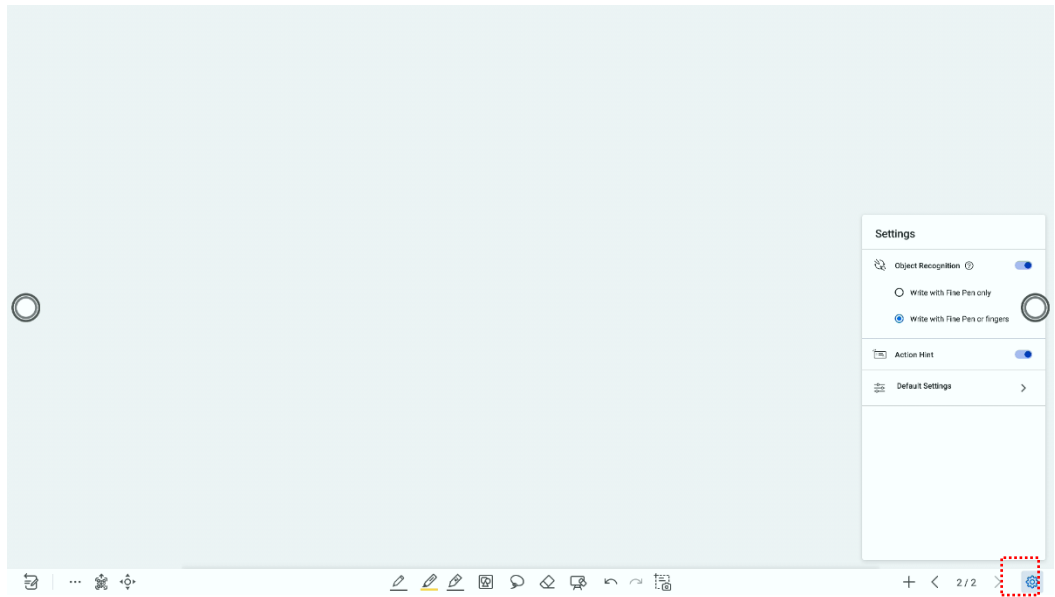 Settings
Object Recognition
Write with Fine Pen only
Write with Fine Pen or fingers
Action Hint
Default Settings
2 / 2